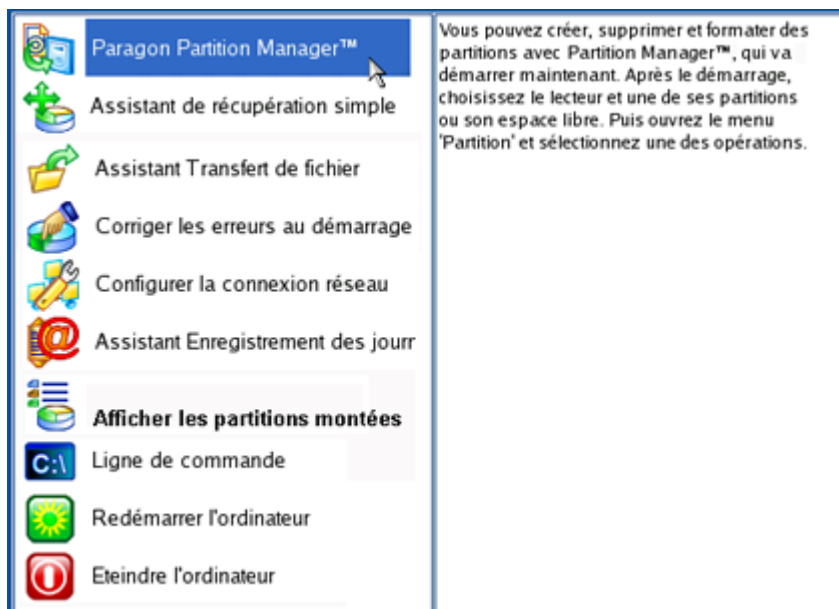 Paragon Partition Manager™
Assistant de récupération simple
Assistant Transfert de fichier
Corriger les erreurs au démarrage
Configurer la connexion réseau
Assistant Enregistrement des jourr
Afficher les partitions montées
C:\ Ligne de commande
Redémarrer l'ordinateur
Eteindre l'ordinateur
Vous pouvez créer, supprimer et formater des
partitions avec Partition Manager™, qui va
démarrer maintenant. Après le démarrage,
choisissez le lecteur et une de ses partitions
ou son espace libre. Puis ouvrez le menu
'Partition' et sélectionnez une des opérations.